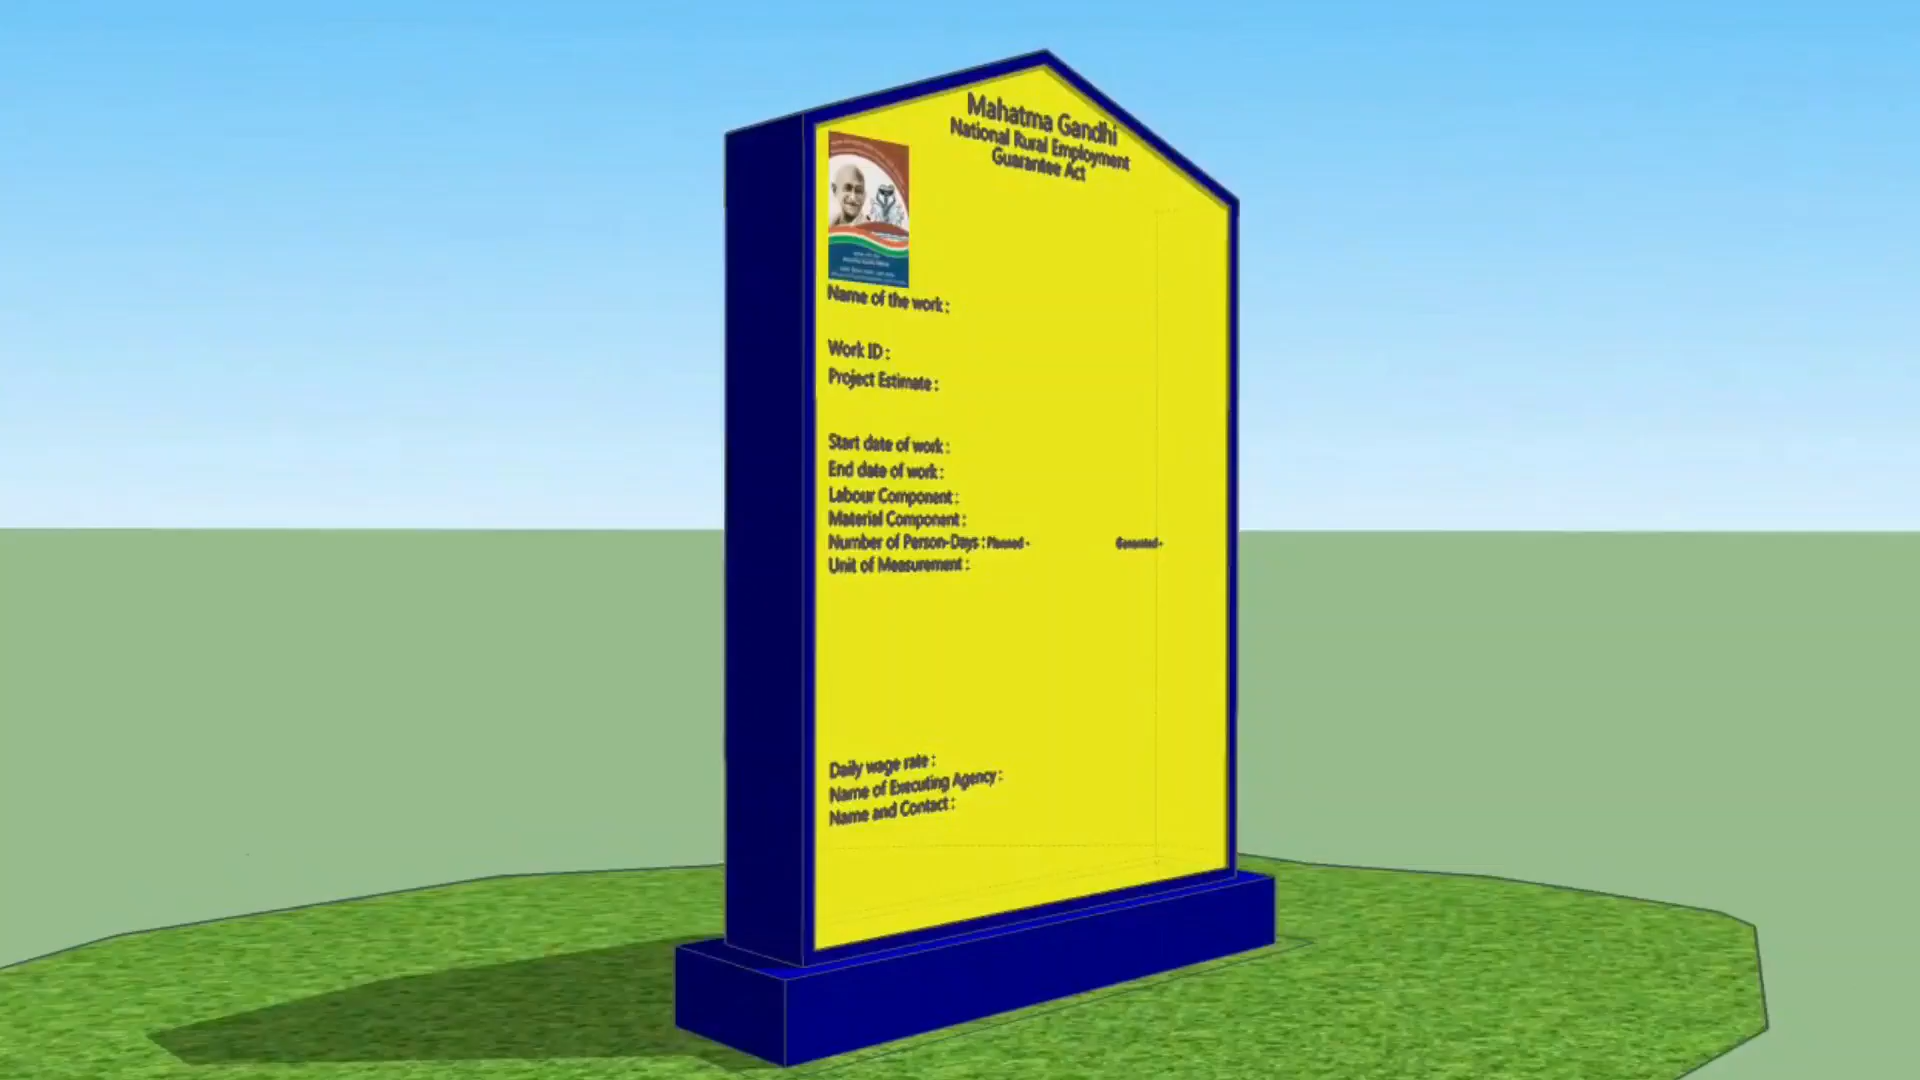 Mahatma Gandhi
National Rural Employment
Guarantee Act
Name of the work :
Work ID :
Project Estimate :
Start date of work :
End date of work :
Labour Component :
Material Component :
Number of Person-Days : Planned - Generated -
Unit of Measurement :
Daily wage rate :
Name of Executing Agency :
Name and Contact :